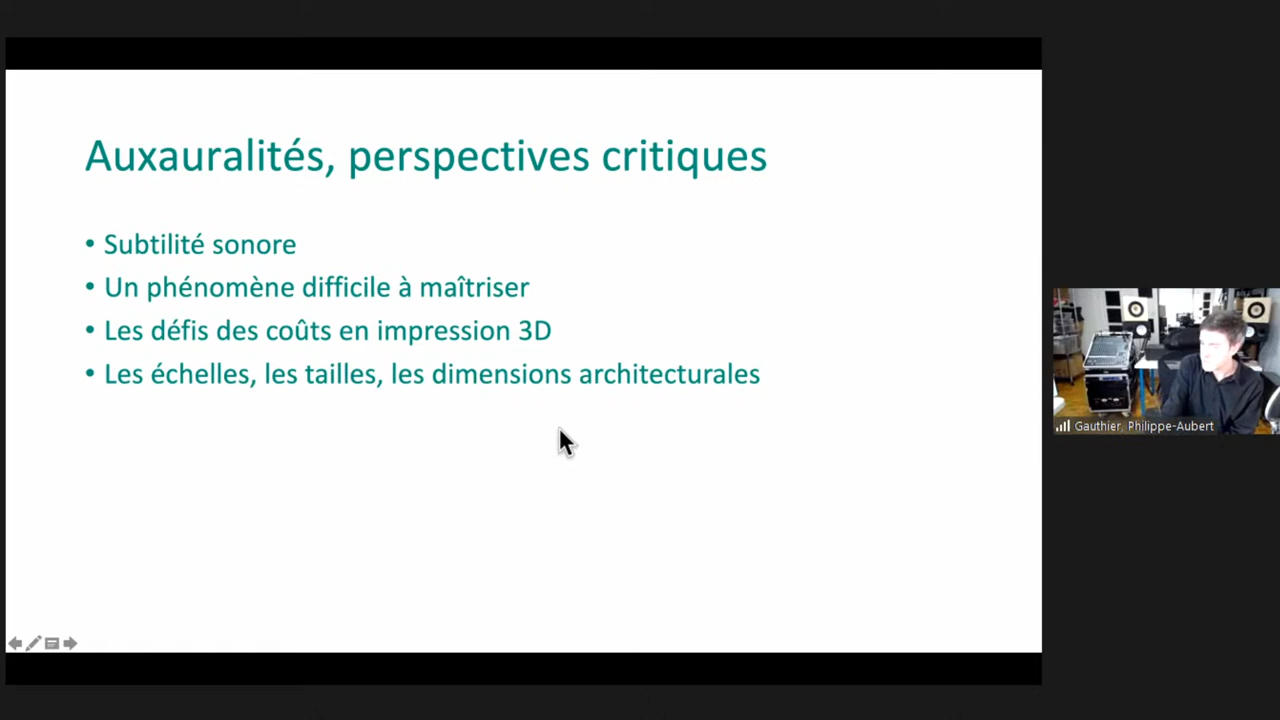 Auxauralités, perspectives critiques
• Subtilité sonore
• Un phénomène difficile à maîtriser
• Les défis des coûts en impression 3D
• Les échelles, les tailles, les dimensions architecturales
Gauthier, Philippe-Aubert